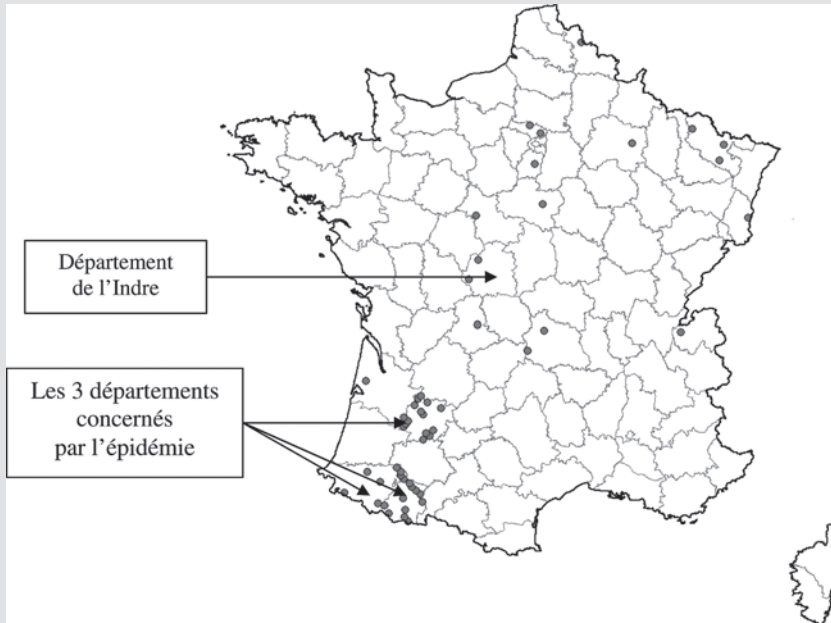 Département
de l’Indre
Les 3 départements
concernés
par l’épidémie